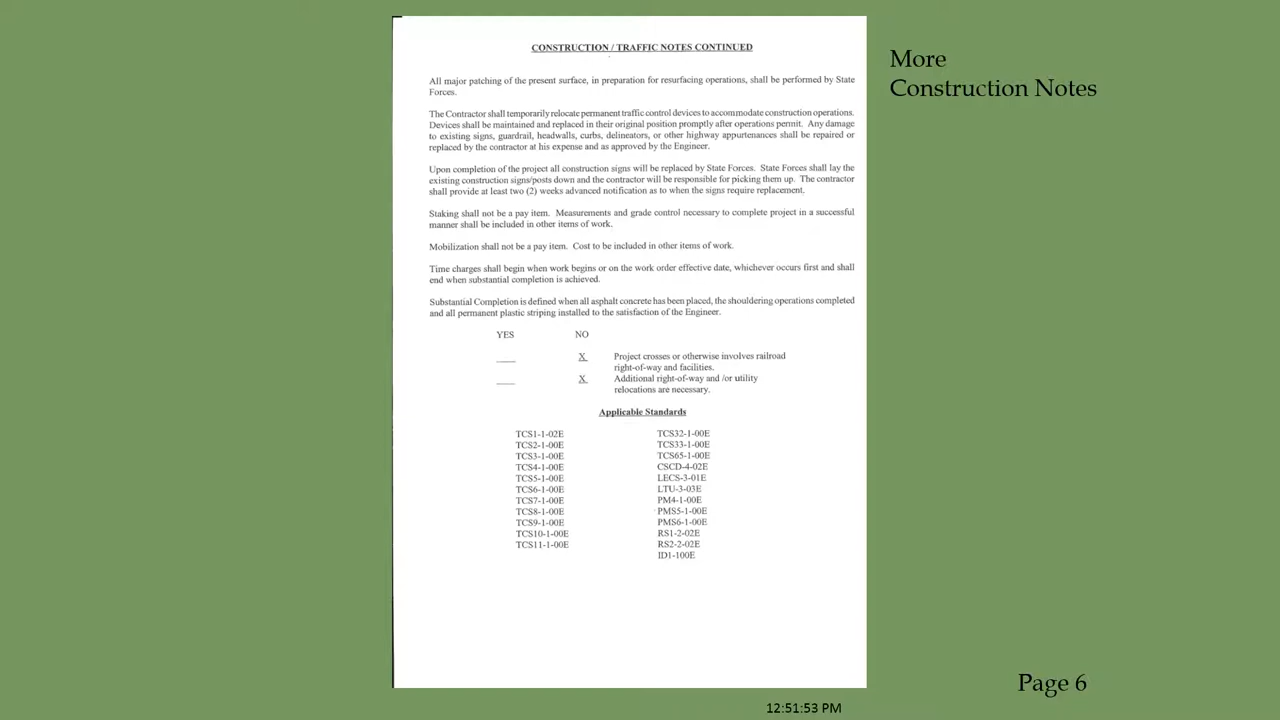 CONSTRUCTION / TRAFFIC NOTES CONTINUED
More
Construction Notes
All major patching of the present surface, in preparation for resurfacing operations, shall be performed by State
Forces.
The Contractor shall temporarily relocate permanent traffic control devices to accommodate construction operations.
Devices shall be maintained and replaced in their original position promptly after operations permit. Any damage
to existing signs, guardrail, headwalls, curbs, delineators, or other highway appurtenances shall be repaired or
replaced by the contractor at his expense and as approved by the Engineer.
Upon completion of the project all construction signs will be replaced by State Forces. State Forces shall lay the
existing construction signs/posts down and the contractor will be responsible for picking them up. The contractor
shall provide at least two (2) weeks advanced notification as to when the signs require replacement.
Staking shall not be a pay item. Measurements and grade control necessary to complete project in a successful
manner shall be included in other items of work.
Mobilization shall not be a pay item. Cost to be included in other items of work.
Time charges shall begin when work begins or on the work order effective date, whichever occurs first and shall
end when substantial completion is achieved.
Substantial Completion is defined when all asphalt concrete has been placed, the shouldering operations completed
and all permanent plastic striping installed to the satisfaction of the Engineer.
YES NO
X Project crosses or otherwise involves railroad
right-of-way and facilities.
X Additional right-of-way and /or utility
relocations are necessary.
Applicable Standards
TCS1-1-02E
TCS2-1-00E
TCS3-1-00E
TCS4-1-00E
TCS5-1-00E
TCS6-1-00E
TCS7-1-00E
TCS8-1-00E
TCS9-1-00E
TCS10-1-00E
TCS11-1-00E
TCS32-1-00E
TCS33-1-00E
TCS65-1-00E
CSCD-4-02E
LECS-3-01E
LTU-3-03E
PM4-1-00E
PMS5-1-00E
PMS6-1-00E
RS1-2-02E
RS2-2-02E
ID1-100E
Page 6
12:51:53 PM